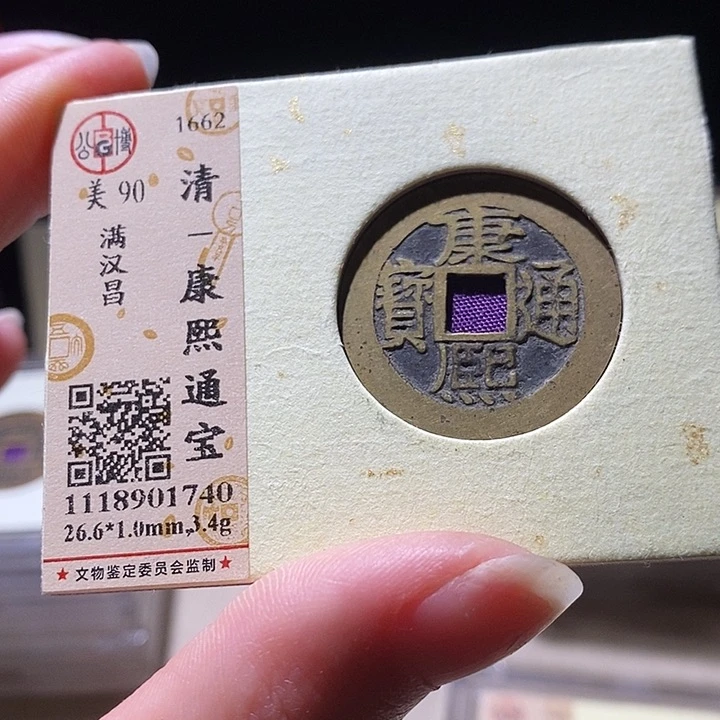 公博
G
1662
美 90
满汉昌
清—康熙通宝
1118901740
26.6*1.0mm,3.4g
★文物鉴定委员会监制★
康熙通寶